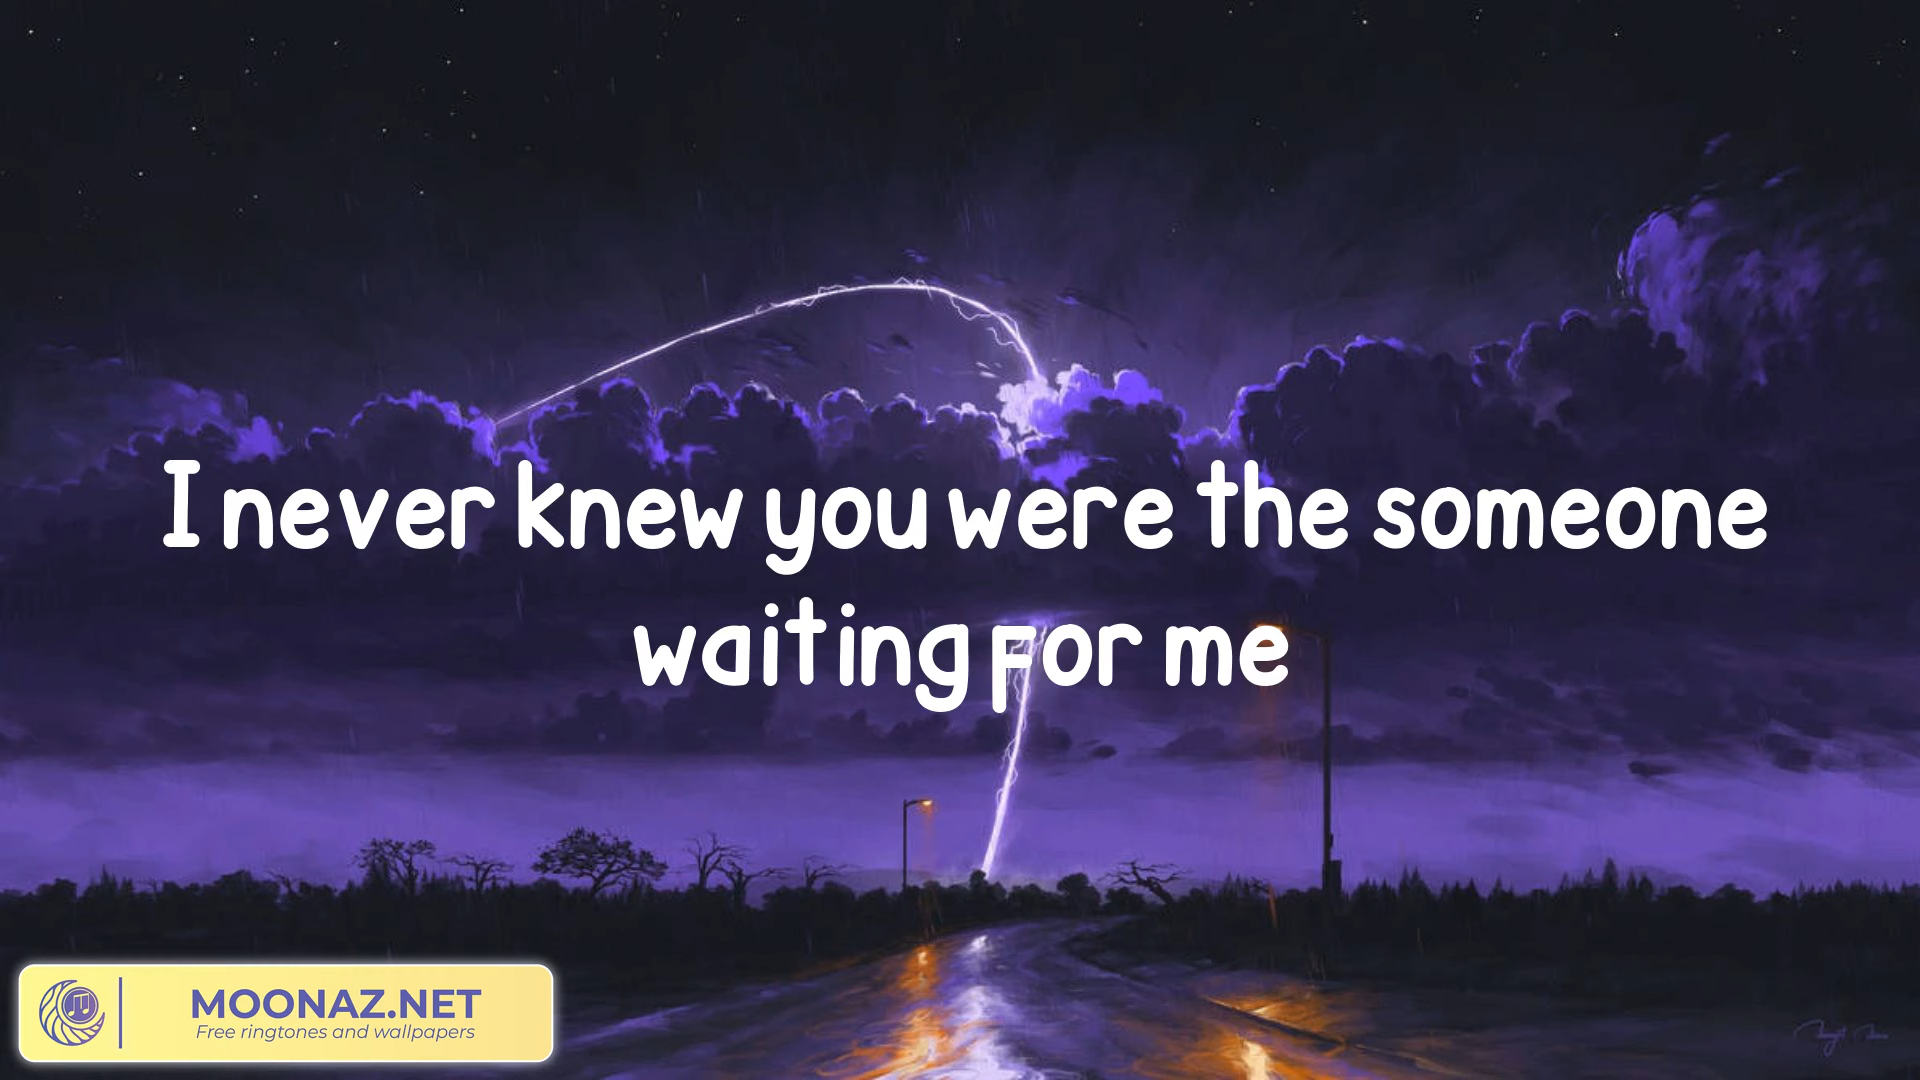 I never knew you were the someone
waiting for me
MOONAZ.NET
Free ringtones and wallpapers